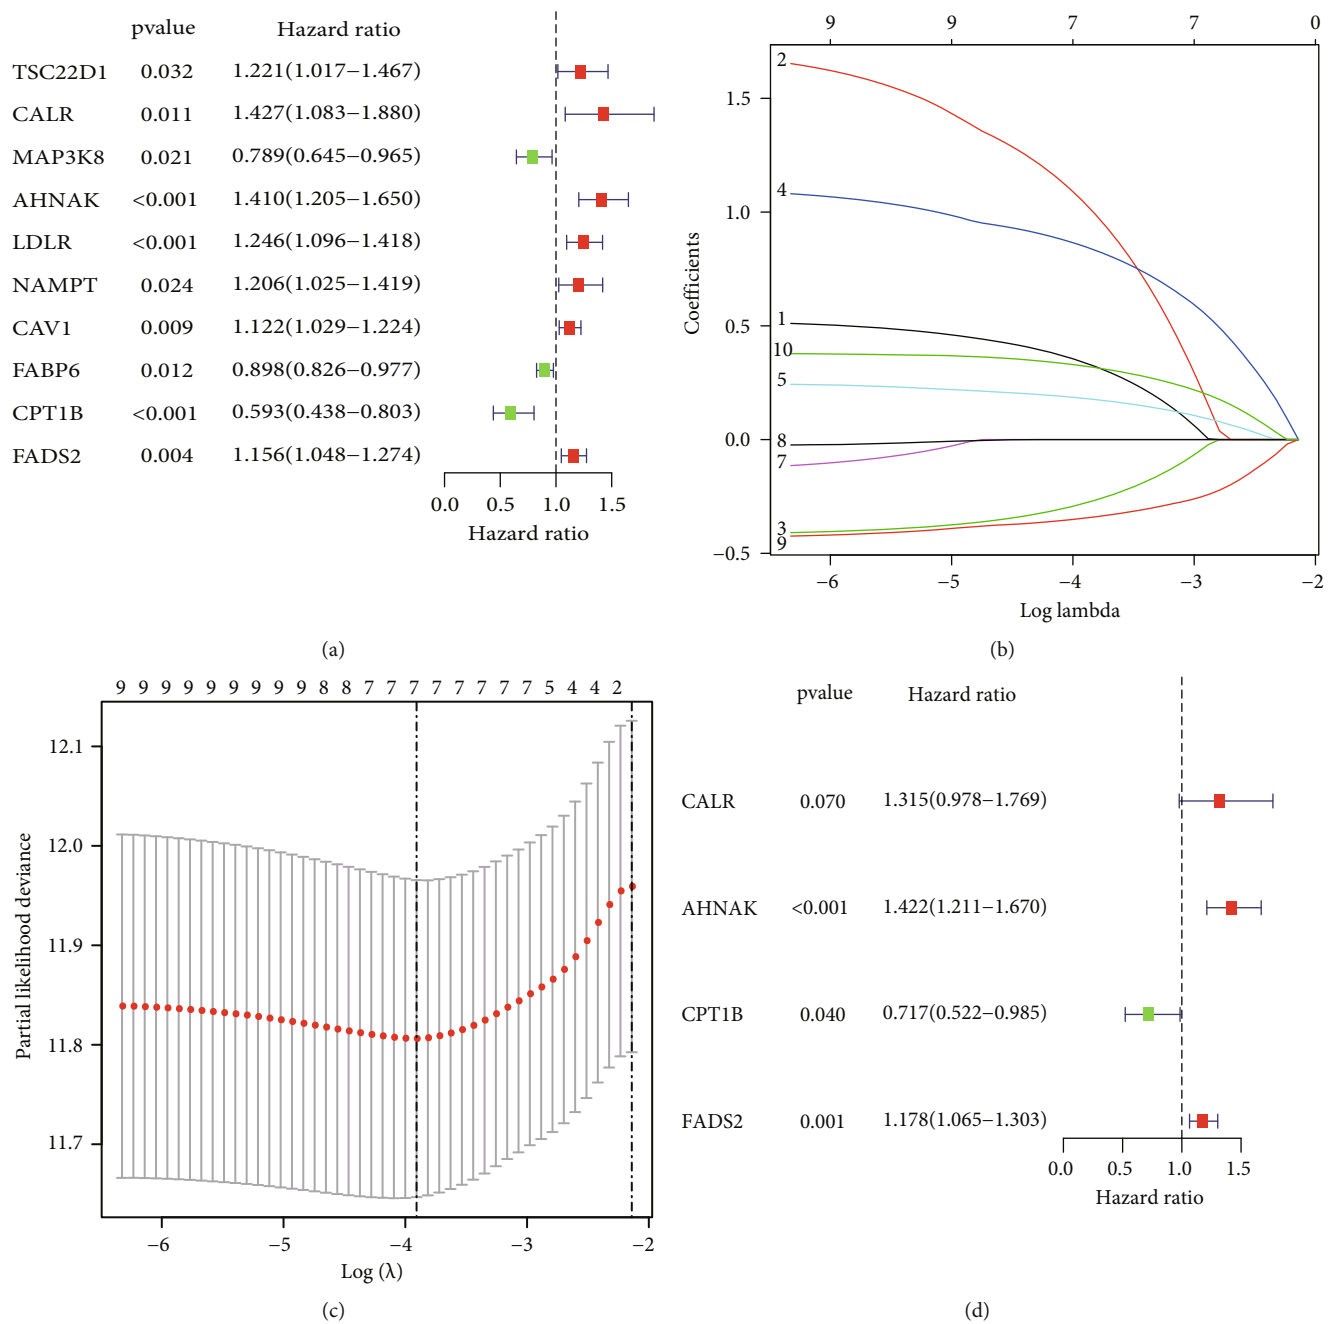 pvalue Hazard ratio
TSC22D1 0.032 1.221(1.017−1.467)
CALR 0.011 1.427(1.083−1.880)
MAP3K8 0.021 0.789(0.645−0.965)
AHNAK <0.001 1.410(1.205−1.650)
LDLR <0.001 1.246(1.096−1.418)
NAMPT 0.024 1.206(1.025−1.419)
CAV1 0.009 1.122(1.029−1.224)
FABP6 0.012 0.898(0.826−0.977)
CPT1B <0.001 0.593(0.438−0.803)
FADS2 0.004 1.156(1.048−1.274)
0.0 0.5 1.0 1.5
Hazard ratio
(a)
9 9 7 7 0
2
1.5
4
1.0
Coefficients
1
0.5
10
5
8
0.0
7
3
9
−0.5
−6 −5 −4 −3 −2
Log lambda
(b)
9 9 9 9 9 9 9 9 9 8 8 7 7 7 7 7 7 7 7 5 4 4 2
12.1
12.0
11.9
11.8
11.7
Partial likelihood deviance
−6 −5 −4 −3 −2
Log (λ)
(c)
pvalue Hazard ratio
CALR 0.070 1.315(0.978−1.769)
AHNAK <0.001 1.422(1.211−1.670)
CPT1B 0.040 0.717(0.522−0.985)
FADS2 0.001 1.178(1.065−1.303)
0.0 0.5 1.0 1.5
Hazard ratio
(d)